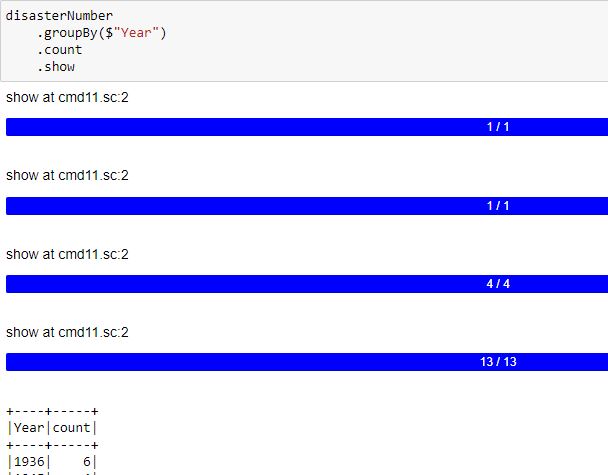 disasterNumber
    .groupBy($"Year")
    .count
    .show
show at cmd11.sc:2
1 / 1
show at cmd11.sc:2
1 / 1
show at cmd11.sc:2
4 / 4
show at cmd11.sc:2
13 / 13
+----+-----+
|Year|count|
+----+-----+
|1936|    6|